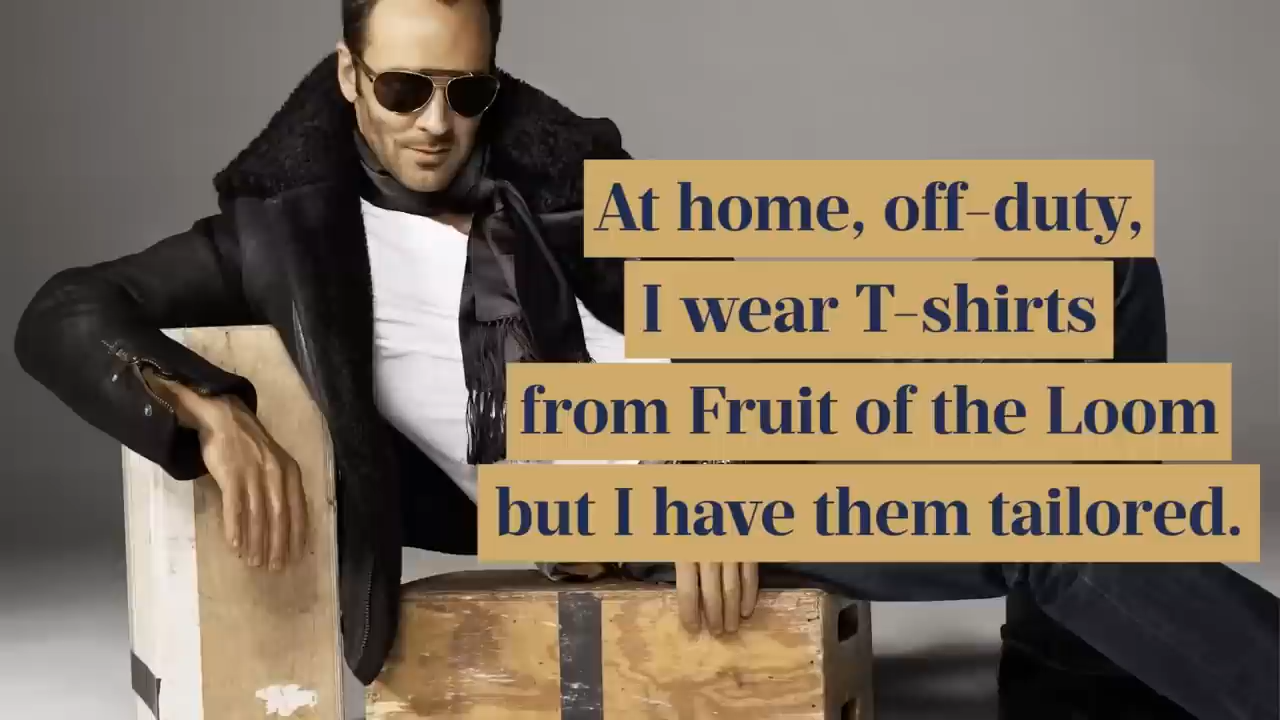 At home, off-duty,
I wear T-shirts
from Fruit of the Loom
but I have them tailored.